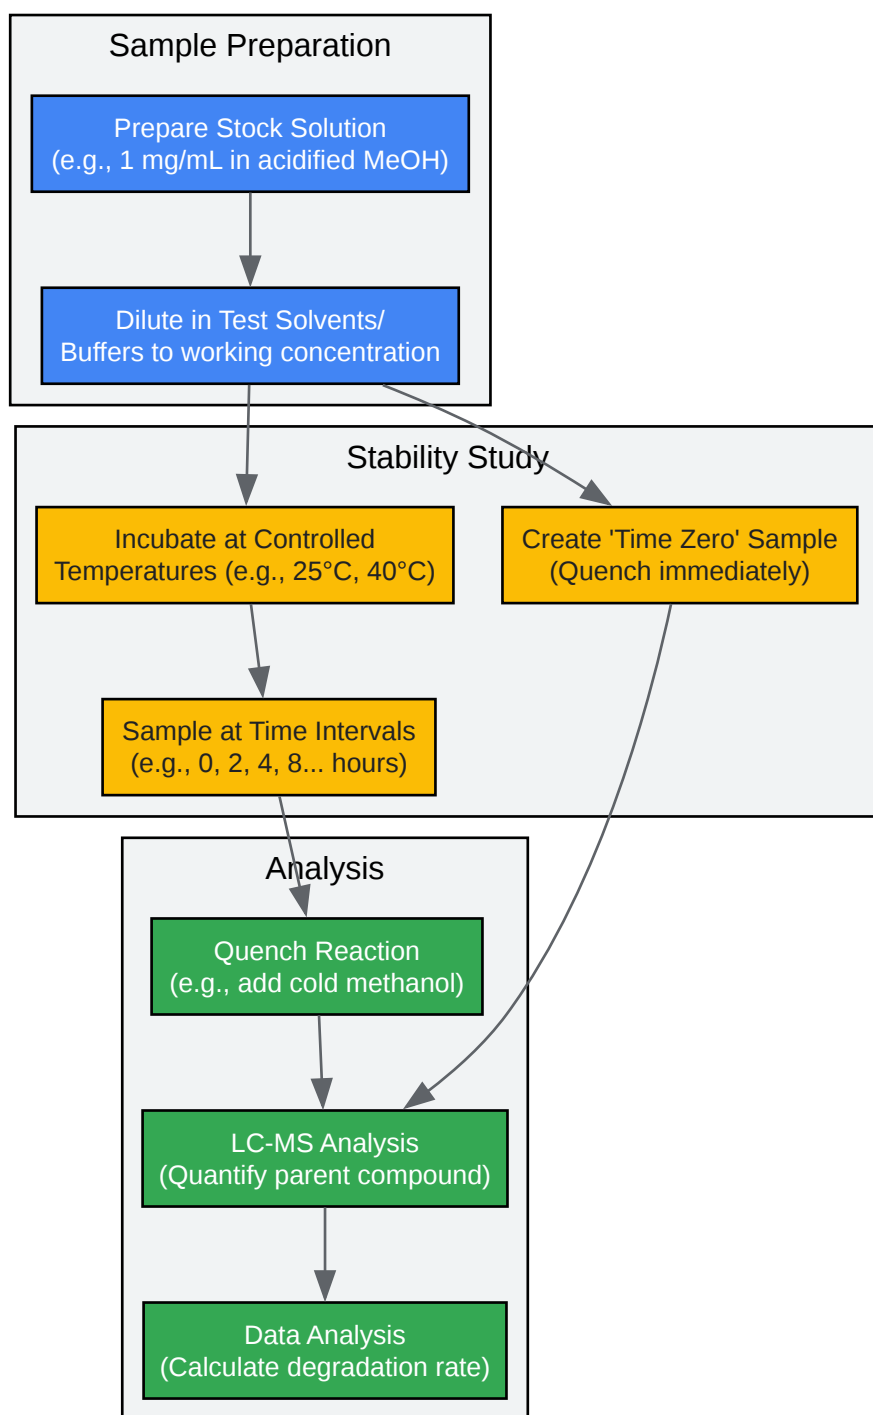 Sample Preparation
Prepare Stock Solution
(e.g., 1 mg/mL in acidified MeOH)
Dilute in Test Solvents/
Buffers to working concentration
Stability Study
Incubate at Controlled
Temperatures (e.g., 25°C, 40°C)
Create 'Time Zero' Sample
(Quench immediately)
Sample at Time Intervals
(e.g., 0, 2, 4, 8... hours)
Analysis
Quench Reaction
(e.g., add cold methanol)
LC-MS Analysis
(Quantify parent compound)
Data Analysis
(Calculate degradation rate)